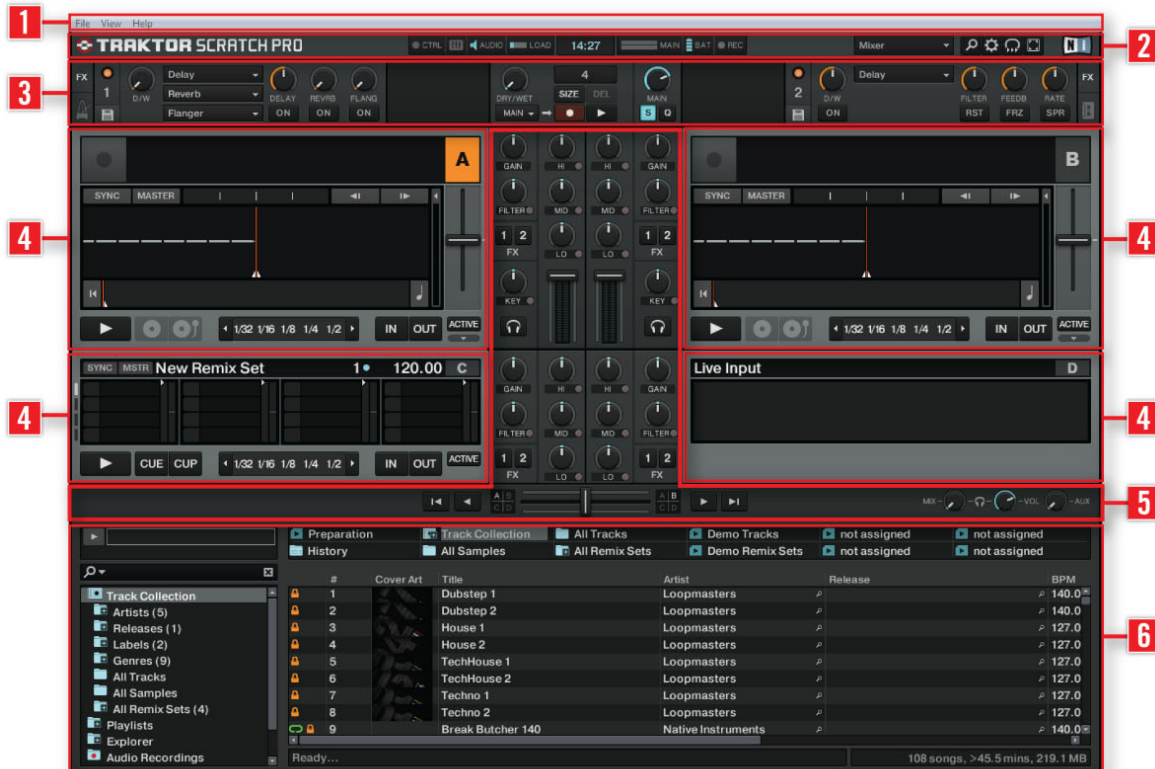 1
File View Help
TRAKTOR SCRATCH PRO CTRL AUDIO LOAD 14:27 MAIN BAT REC Mixer N I
2
3
FX 1 D/W Delay Reverb Flanger DELAY REVRB FLANG ON ON ON
DRY/WET 4 SIZE DEL MAIN MAIN S Q
2 D/W ON Delay FILTER FEEDB RATE RST FRZ SPR FX
4
A
SYNC MASTER
1/32 1/16 1/8 1/4 1/2 IN OUT ACTIVE
GAIN HI HI GAIN
FILTER MID MID FILTER
1 2 1 2
FX LO LO FX
KEY KEY
B
SYNC MASTER
1/32 1/16 1/8 1/4 1/2 IN OUT ACTIVE
4
4
SYNC MSTR New Remix Set 1 120.00 C
CUE CUP 1/32 1/16 1/8 1/4 1/2 IN OUT ACTIVE
GAIN HI HI GAIN
FILTER MID MID FILTER
1 2 1 2
FX LO LO FX
Live Input D
4
A B
C D
A B
C D
MIX VOL AUX
5
Preparation Track Collection All Tracks Demo Tracks not assigned not assigned
History All Samples All Remix Sets Demo Remix Sets not assigned not assigned
Track Collection
Artists (5)
Releases (1)
Labels (2)
Genres (9)
All Tracks
All Samples
All Remix Sets (4)
Playlists
Explorer
Audio Recordings
# Cover Art Title Artist Release BPM
1 Dubstep 1 Loopmasters 140.0
2 Dubstep 2 Loopmasters 140.0
3 House 1 Loopmasters 127.0
4 House 2 Loopmasters 127.0
5 TechHouse 1 Loopmasters 127.0
6 TechHouse 2 Loopmasters 127.0
7 Techno 1 Loopmasters 127.0
8 Techno 2 Loopmasters 127.0
9 Break Butcher 140 Native Instruments 140.0
Ready... 108 songs, >45.5 mins, 219.1 MB
6